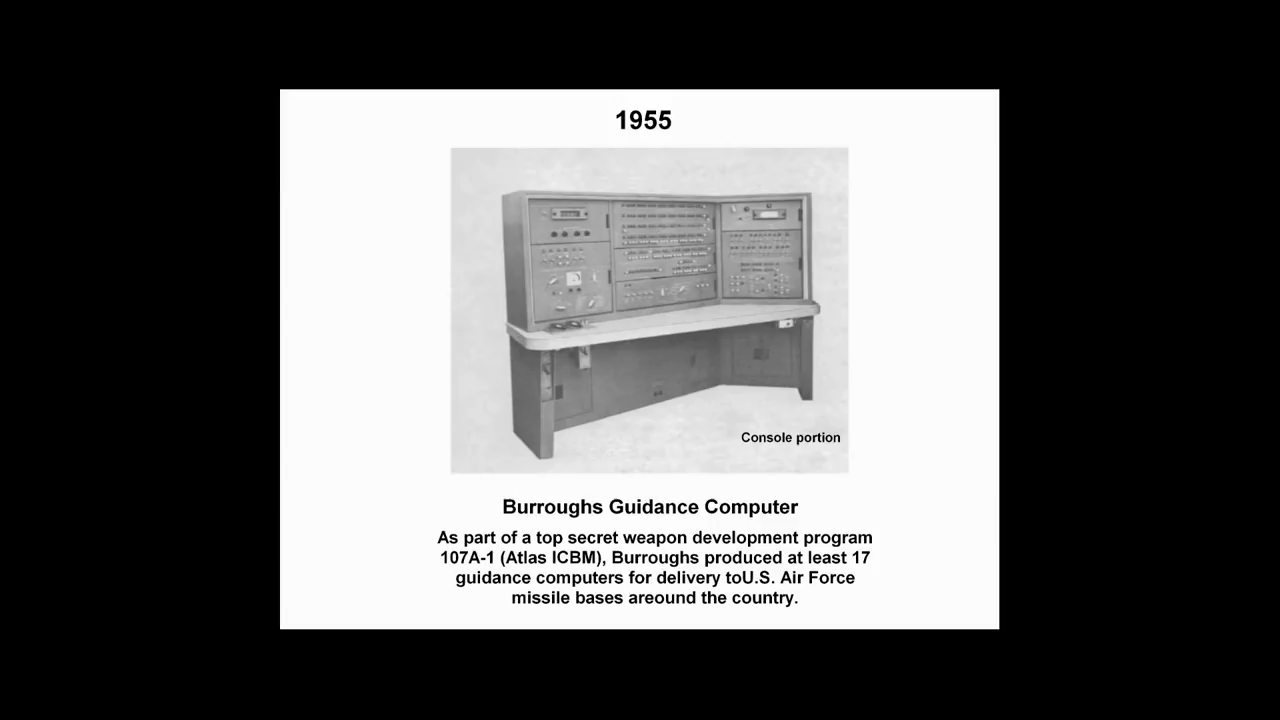 1955
Console portion
Burroughs Guidance Computer
As part of a top secret weapon development program
107A-1 (Atlas ICBM), Burroughs produced at least 17
guidance computers for delivery toU.S. Air Force
missile bases areound the country.